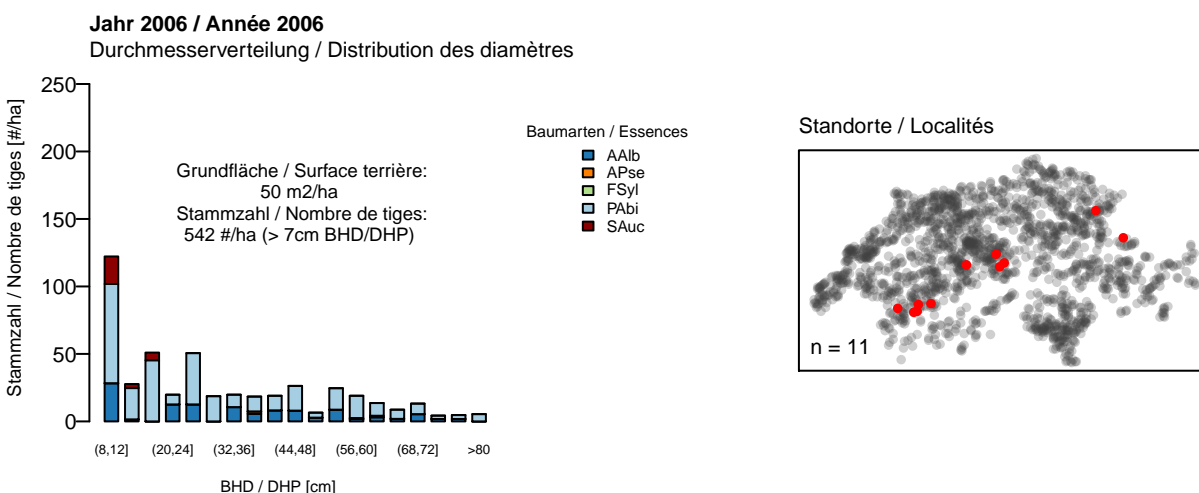 Jahr 2006 / Année 2006
Durchmesserverteilung / Distribution des diamètres
Stammzahl / Nombre de tiges [#/ha]
250
200
150
100
50
0
Grundfläche / Surface terrière:
50 m2/ha
Stammzahl / Nombre de tiges:
542 #/ha (> 7cm BHD/DHP)
(8,12]
(20,24]
(32,36]
(44,48]
(56,60]
(68,72]
>80
BHD / DHP [cm]
Baumarten / Essences
AAlb
APse
FSyl
PAbi
SAuc
Standorte / Localités
n = 11